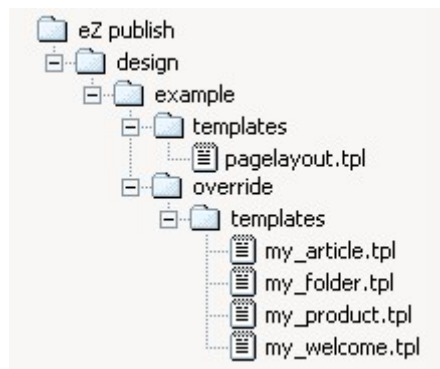 eZ publish
design
example
templates
pagelayout.tpl
override
templates
my_article.tpl
my_folder.tpl
my_product.tpl
my_welcome.tpl